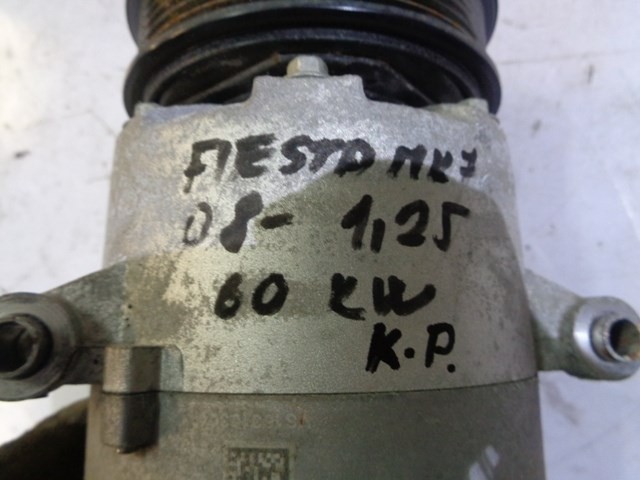 FIESTA MK7
08- 1,25
60 KW
K.P.